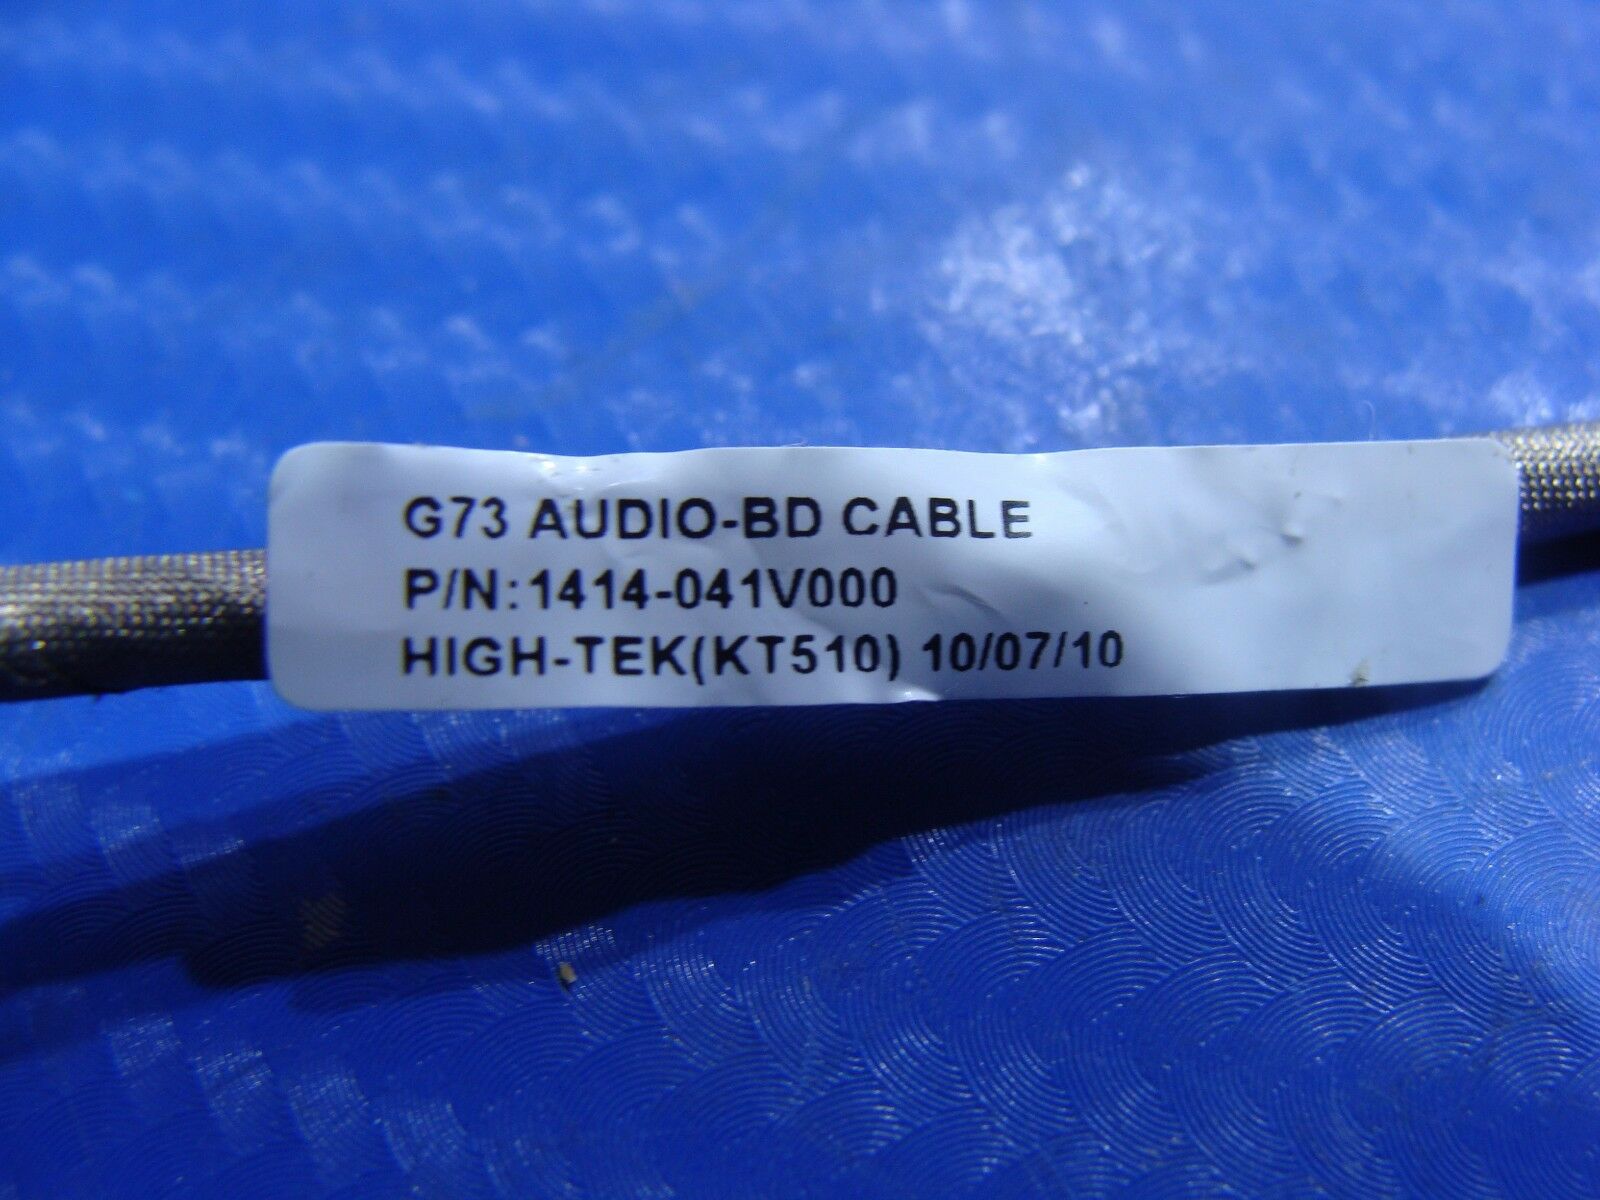 G73 AUDIO-BD CABLE
P/N:1414-041V000
HIGH-TEK(KT510) 10/07/10